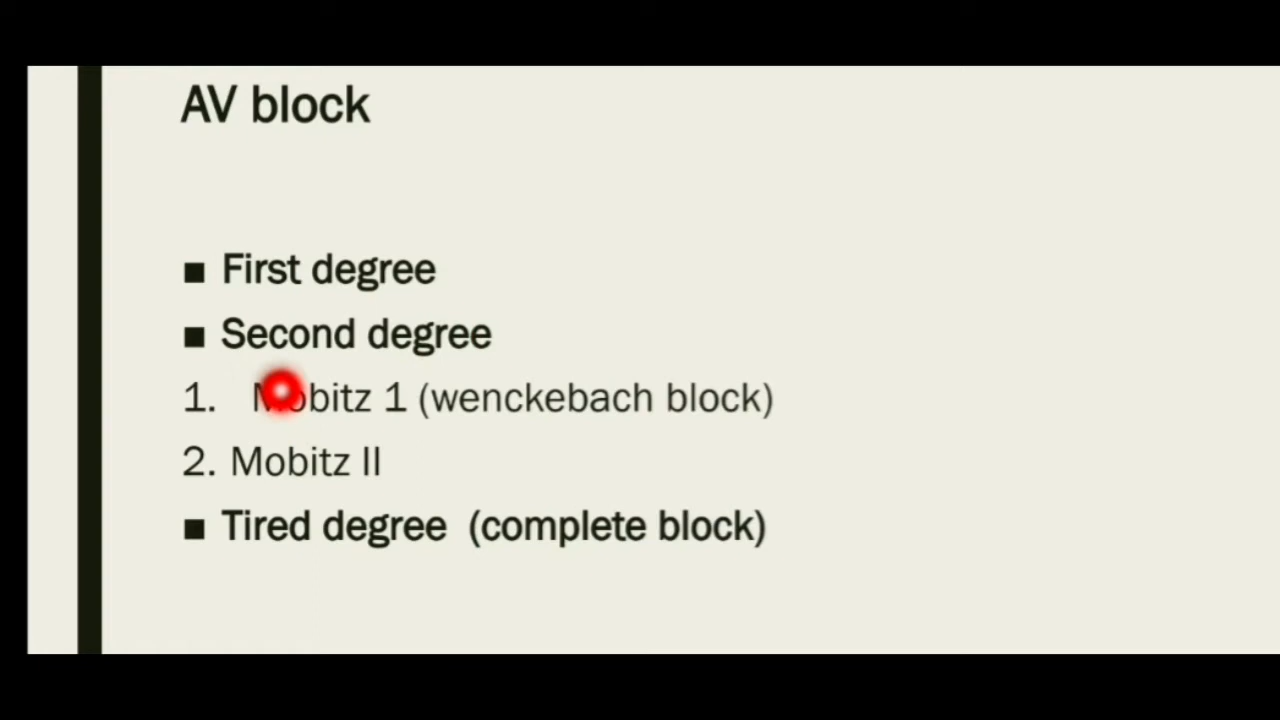 AV block
■ First degree
■ Second degree
1. Mobitz 1 (wenckebach block)
2. Mobitz II
■ Tired degree (complete block)